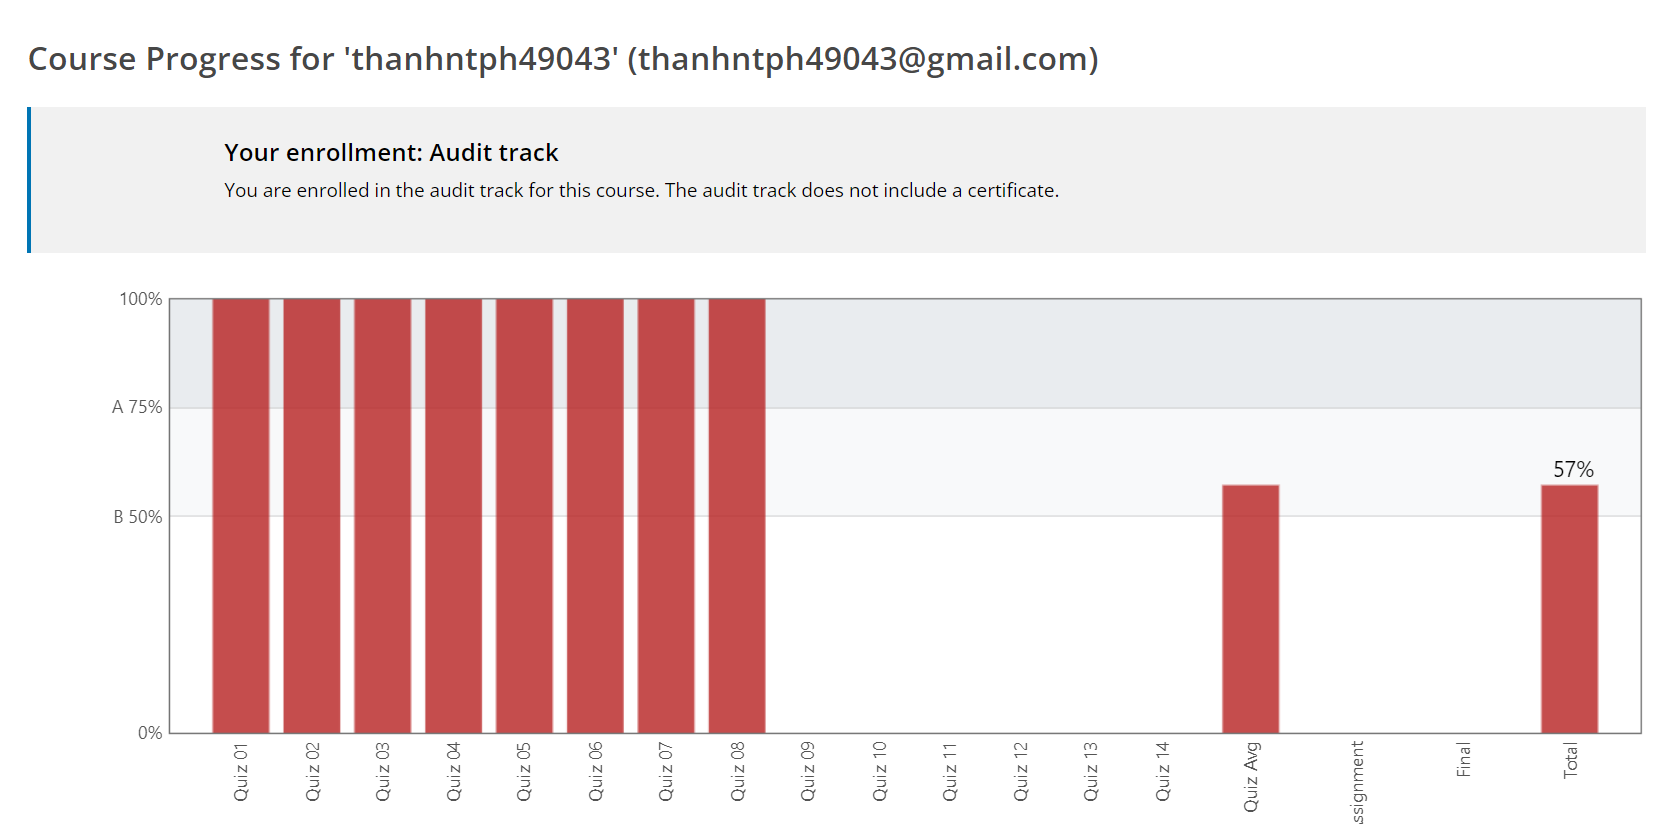 Course Progress for 'thanhntph49043' (thanhntph49043@gmail.com)
Your enrollment: Audit track
You are enrolled in the audit track for this course. The audit track does not include a certificate.
100%
A 75%
B 50%
0%
57%
Quiz 01
Quiz 02
Quiz 03
Quiz 04
Quiz 05
Quiz 06
Quiz 07
Quiz 08
Quiz 09
Quiz 10
Quiz 11
Quiz 12
Quiz 13
Quiz 14
Quiz Avg
ssignment
Final
Total